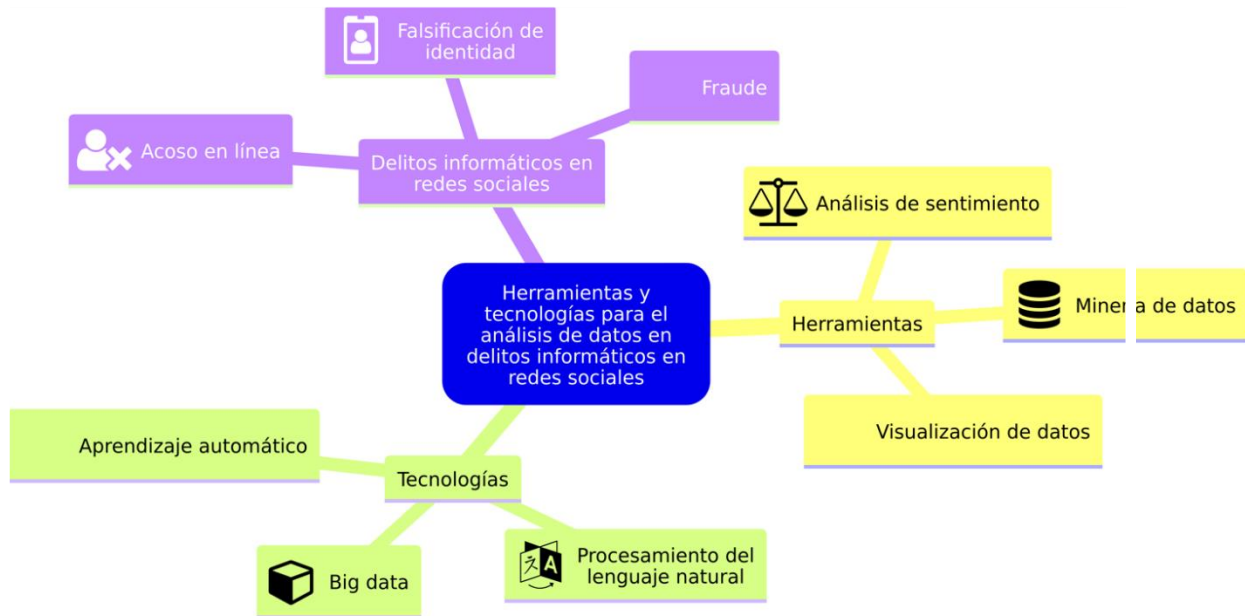 Falsificación de
identidad
Fraude
Acoso en línea
Delitos informáticos en
redes sociales
Análisis de sentimiento
Herramientas y
tecnologías para el
análisis de datos en
delitos informáticos en
redes sociales
Herramientas
Minería de datos
Visualización de datos
Aprendizaje automático
Tecnologías
Procesamiento del
lenguaje natural
Big data